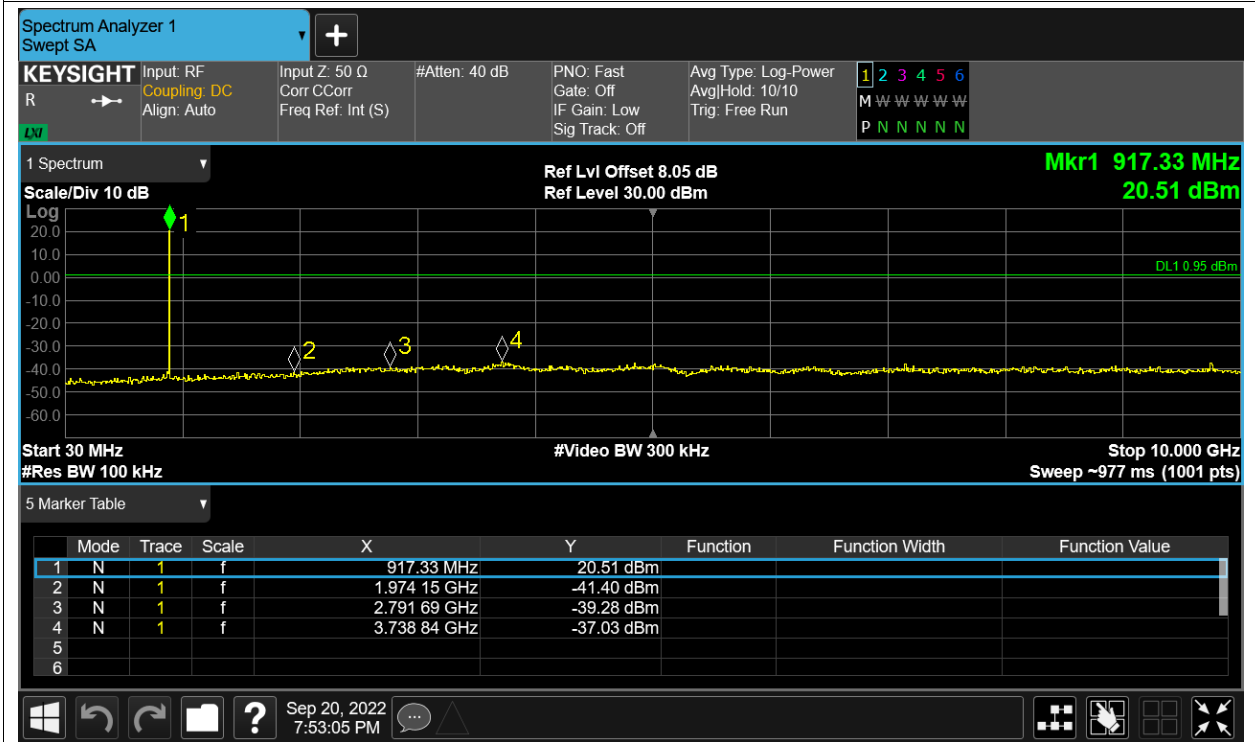 Spectrum Analyzer 1
Swept SA
+
KEYSIGHT Input: RF Input Z: 50 Ω #Atten: 40 dB PNO: Fast Avg Type: Log-Power 1 2 3 4 5 6
R Coupling: DC Corr CCorr Gate: Off Avg|Hold: 10/10 M W W W W W
Align: Auto Freq Ref: Int (S) IF Gain: Low Trig: Free Run
LXI Sig Track: Off P N N N N N
1 Spectrum Ref Lvl Offset 8.05 dB Mkr1 917.33 MHz
Scale/Div 10 dB Ref Level 30.00 dBm 20.51 dBm
Log
1
20.0
10.0
DL1 0.95 dBm
0.00
-10.0
-20.0
-30.0
2 3 4
-40.0
-50.0
-60.0
Start 30 MHz #Video BW 300 kHz Stop 10.000 GHz
#Res BW 100 kHz Sweep ~977 ms (1001 pts)
5 Marker Table
Mode Trace Scale X Y Function Function Width Function Value
1 N 1 f 917.33 MHz 20.51 dBm
2 N 1 f 1.974 15 GHz -41.40 dBm
3 N 1 f 2.791 69 GHz -39.28 dBm
4 N 1 f 3.738 84 GHz -37.03 dBm
5
6
? Sep 20, 2022
7:53:05 PM